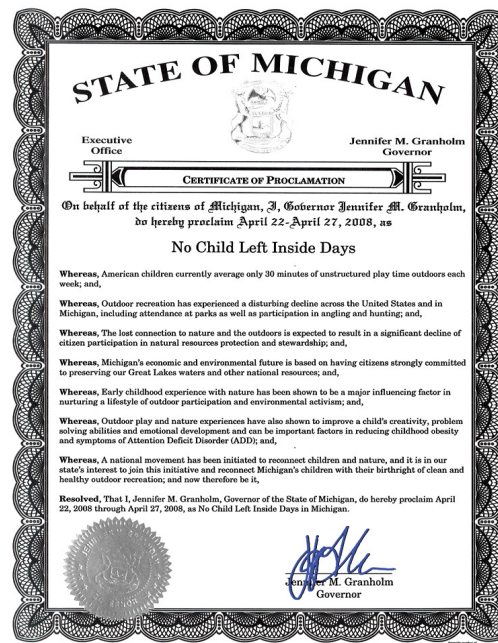 STATE OF MICHIGAN
Executive
Office
Jennifer M. Granholm
Governor
CERTIFICATE OF PROCLAMATION
On behalf of the citizens of Michigan, I, Governor Jennifer M. Granholm,
do hereby proclaim April 22-April 27, 2008, as
No Child Left Inside Days
Whereas, American children currently average only 30 minutes of unstructured play time outdoors each
week; and,
Whereas, Outdoor recreation has experienced a disturbing decline across the United States and in
Michigan, including attendance at parks as well as participation in angling and hunting; and,
Whereas, The lost connection to nature and the outdoors is expected to result in a significant decline of
citizen participation in natural resources protection and stewardship; and,
Whereas, Michigan's economic and environmental future is based on having citizens strongly committed
to preserving our Great Lakes waters and other national resources; and,
Whereas, Early childhood experience with nature has been shown to be a major influencing factor in
nurturing a lifestyle of outdoor participation and environmental activism; and,
Whereas, Outdoor play and nature experiences have also shown to improve a child's creativity, problem
solving abilities and emotional development and can be important factors in reducing childhood obesity
and symptoms of Attention Deficit Disorder (ADD); and,
Whereas, A national movement has been initiated to reconnect children and nature, and it is in our
state's interest to join this initiative and reconnect Michigan's children with their birthright of clean and
healthy outdoor recreation; and now therefore be it,
Resolved, That I, Jennifer M. Granholm, Governor of the State of Michigan, do hereby proclaim April
22, 2008 through April 27, 2008, as No Child Left Inside Days in Michigan.
Jennifer M. Granholm
Governor